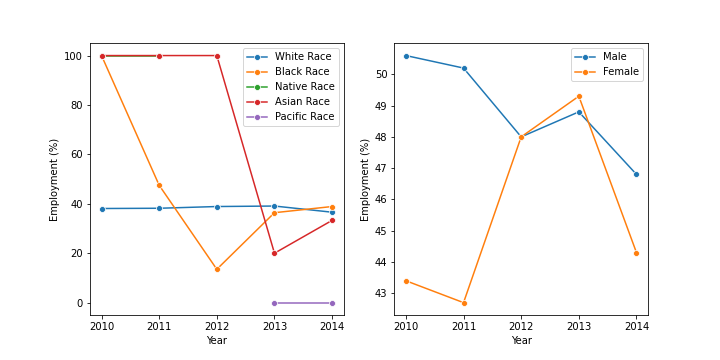 100
80
60
40
20
0
Employment (%)
2010 2011 2012 2013 2014
Year
White Race
Black Race
Native Race
Asian Race
Pacific Race
50
49
48
47
46
45
44
43
Employment (%)
2010 2011 2012 2013 2014
Year
Male
Female